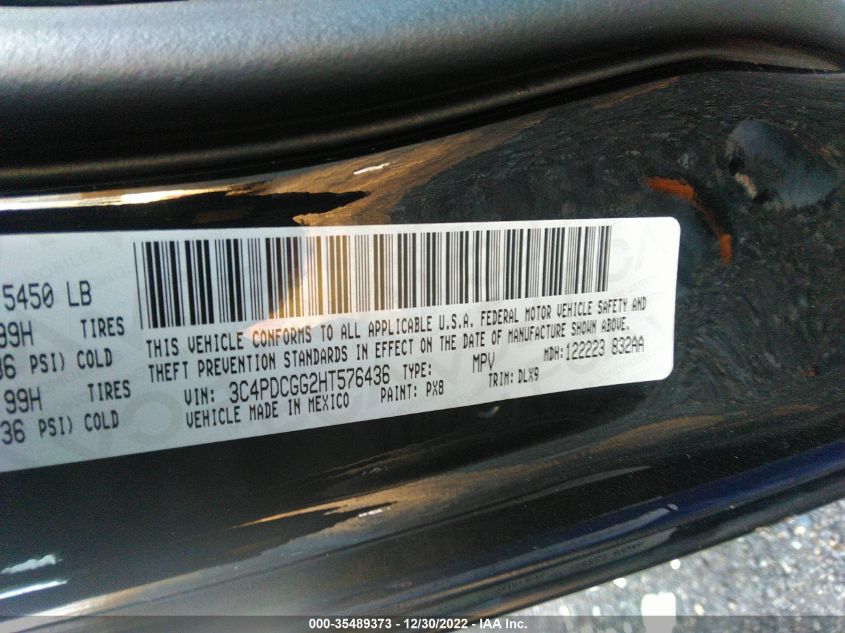 5450 LB
99H TIRES
36 PSI) COLD
99H TIRES
36 PSI) COLD
THIS VEHICLE CONFORMS TO ALL APPLICABLE U.S.A. FEDERAL MOTOR VEHICLE SAFETY AND
THEFT PREVENTION STANDARDS IN EFFECT ON THE DATE OF MANUFACTURE SHOWN ABOVE.
VIN: 3C4PDCGG2HT576436 TYPE: MPV MDH:122223 832AA
VEHICLE MADE IN MEXICO PAINT: PX8 TRIM: DLX9
000-35489373 - 12/30/2022 - IAA Inc.